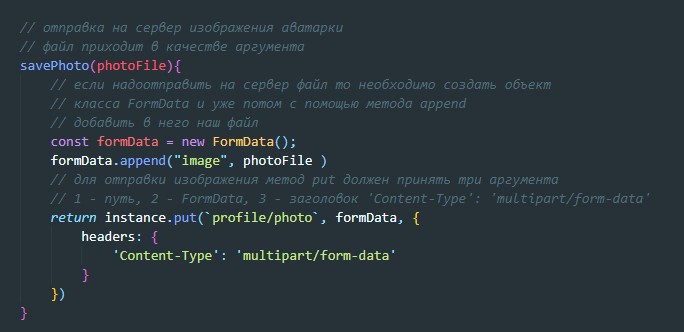 // отправка на сервер изображения аватарки
// файл приходит в качестве аргумента
savePhoto(photoFile){
// если надоотправить на сервер файл то необходимо создать объект
// класса FormData и уже потом с помощью метода append
// добавить в него наш файл
const formData = new FormData();
formData.append("image", photoFile )
// для отправки изображения метод put должен принять три аргумента
// 1 - путь, 2 - FormData, 3 - заголовок 'Content-Type': 'multipart/form-data'
return instance.put(`profile/photo`, formData, {
headers: {
'Content-Type': 'multipart/form-data'
}
})
}